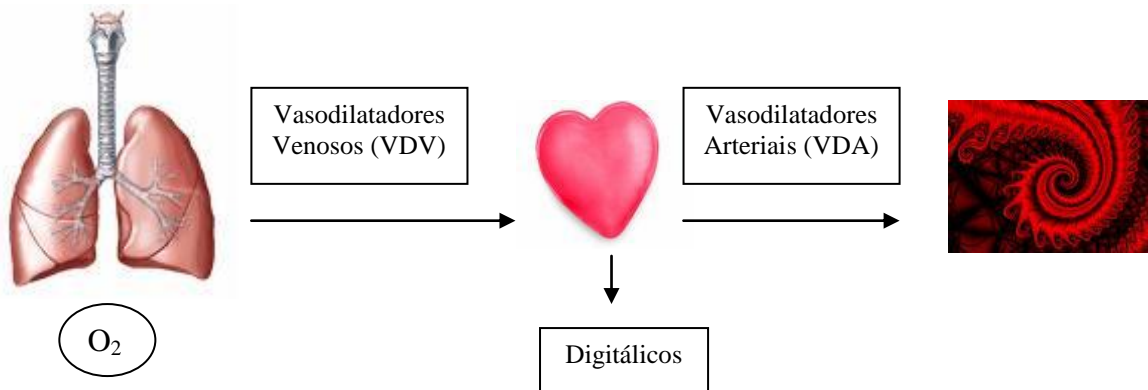 Vasodilatadores
Venosos (VDV)
Vasodilatadores
Arteriais (VDA)
O₂
Digitálicos